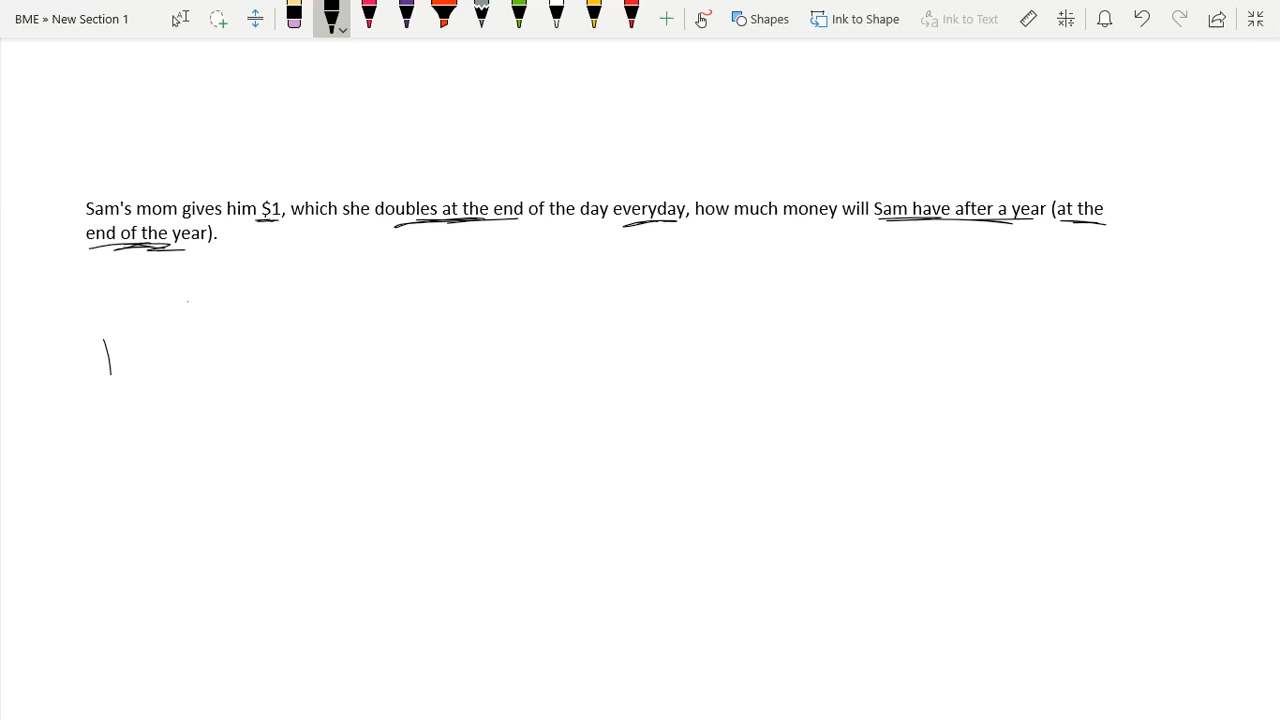 BME » New Section 1
Shapes
Ink to Shape
Ink to Text
Sam's mom gives him $1, which she doubles at the end of the day everyday, how much money will Sam have after a year (at the
end of the year).